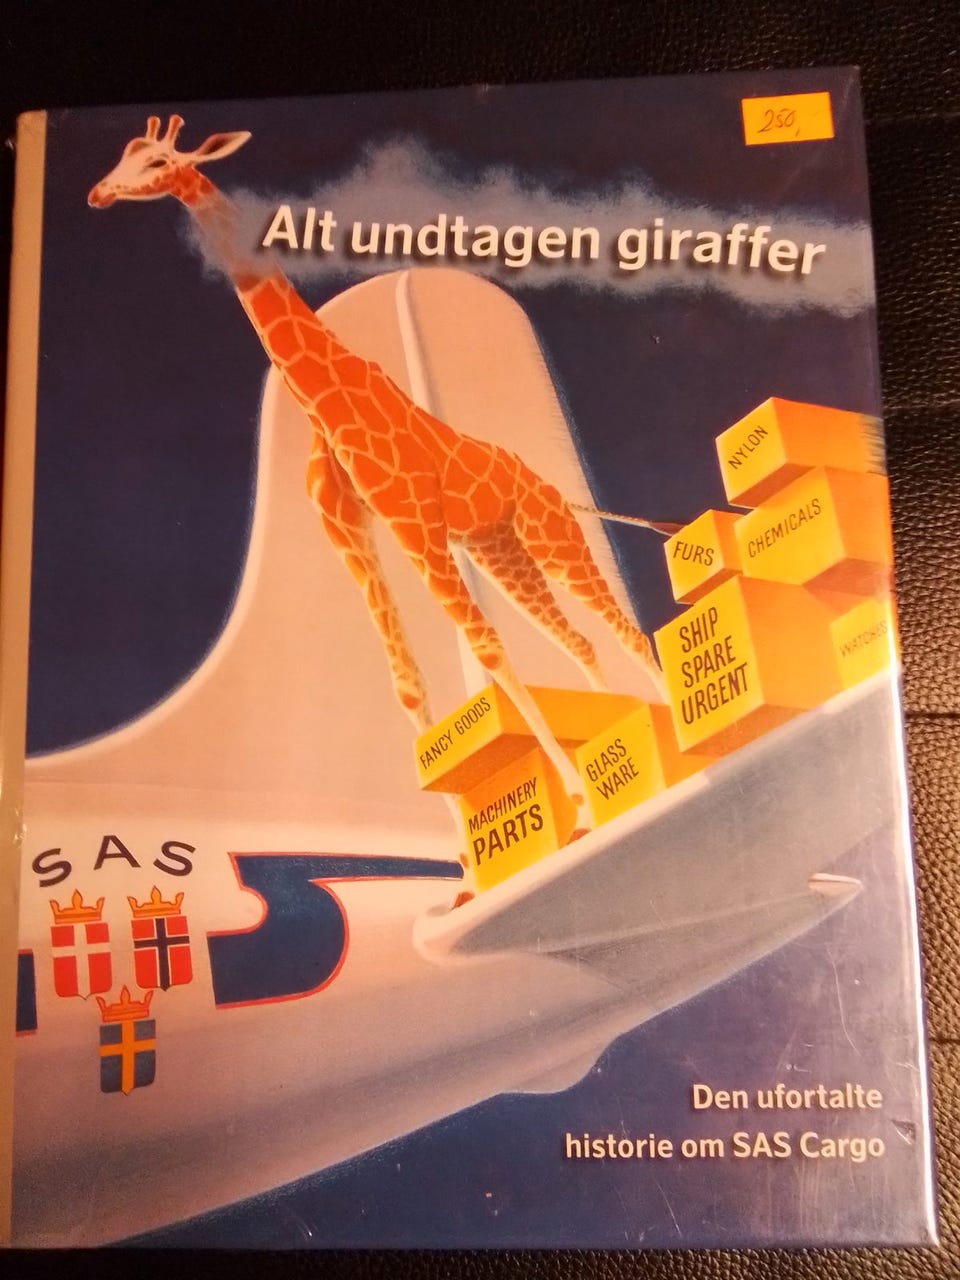 250,
Alt undtagen giraffer
NYLON
FURS
CHEMICALS
SHIP
SPARE
URGENT
WATCHES
FANCY GOODS
GLASS
WARE
MACHINERY
PARTS
SAS
Den ufortalte
historie om SAS Cargo